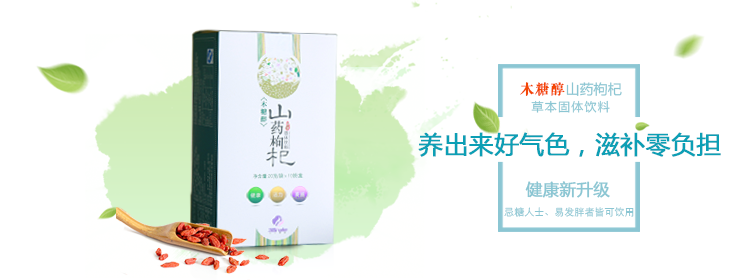 木糖醇山药枸杞
草本固体饮料
养出来好气色，滋补零负担
健康新升级
忌糖人士、易发胖者皆可饮用
《木糖醇》
山药枸杞